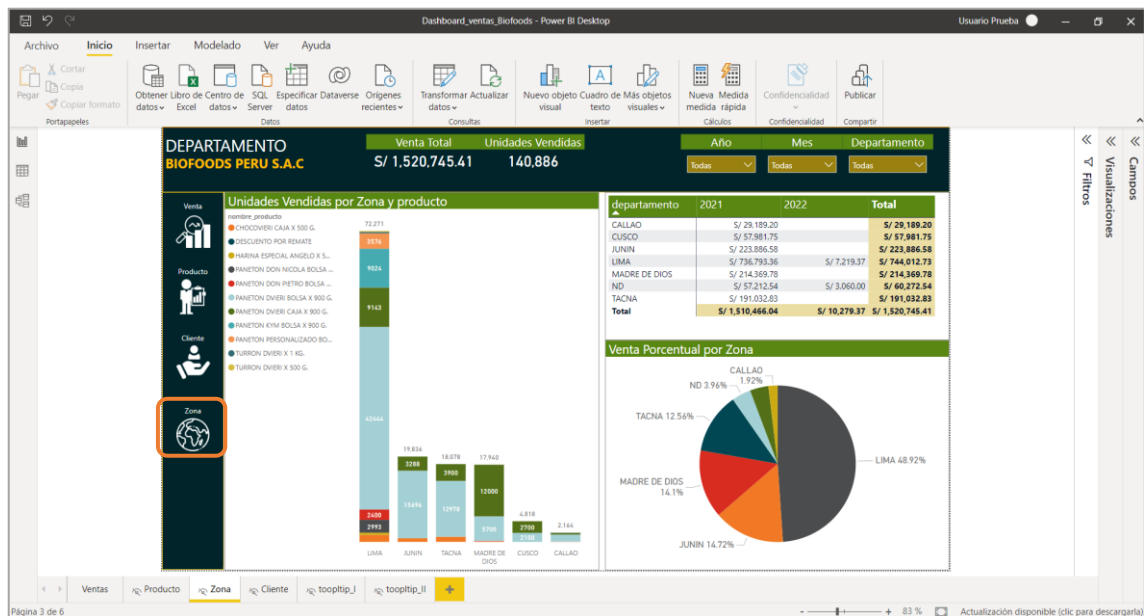 Dashboard_ventas_Biofoods - Power BI Desktop
Usuario Prueba
Archivo Inicio Insertar Modelado Ver Ayuda
Pegar
Cortar
Copia
Copiar formato
Portapapeles
Obtener datos
Libro de Excel
Centro de datos
SQL Server
Especificar datos
Dataverse
Orígenes recientes
Datos
Transformar datos
Actualizar
Consultas
Nuevo objeto visual
Cuadro de texto
Más objetos visuales
Insertar
Nueva medida
Medida rápida
Cálculos
Confidencialidad
Confidencialidad
Publicar
Compartir
DEPARTAMENTO
BIOFOODS PERU S.A.C
Venta Total Unidades Vendidas
S/ 1,520,745.41 140,886
Año Mes Departamento
Todas Todas Todas
Filtros
Visualizaciones
Campos
Venta
Producto
Cliente
Zona
Unidades Vendidas por Zona y producto
nombre_producto
CHOCOVIERI CAJA X 500 G.
DESCUENTO POR REMATE
HARINA ESPECIAL ANGELO X 5...
PANETON DON NICOLA BOLSA ...
PANETON DON PIETRO BOLSA ...
PANETON DVIERI BOLSA X 900 G.
PANETON DVIERI CAJA X 900 G.
PANETON KYM BOLSA X 900 G.
PANETON PERSONALIZADO BO...
TURRON DVIERI X 1 KG.
TURRON DVIERI X 500 G.
72,271
3576
9024
9143
42444
2400
2993
19,834
3288
15494
18,078
3900
12978
17,940
12000
5700
4,818
2700
2100
2,164
LIMA JUNIN TACNA MADRE DE DIOS CUSCO CALLAO
departamento 2021 2022 Total
CALLAO S/ 29,189.20 S/ 29,189.20
CUSCO S/ 57,981.75 S/ 57,981.75
JUNIN S/ 223,886.58 S/ 223,886.58
LIMA S/ 736,793.36 S/ 7,219.37 S/ 744,012.73
MADRE DE DIOS S/ 214,369.78 S/ 214,369.78
ND S/ 57,212.54 S/ 3,060.00 S/ 60,272.54
TACNA S/ 191,032.83 S/ 191,032.83
Total S/ 1,510,466.04 S/ 10,279.37 S/ 1,520,745.41
Venta Porcentual por Zona
CALLAO
1.92%
ND 3.96%
TACNA 12.56%
LIMA 48.92%
MADRE DE DIOS
14.1%
JUNIN 14.72%
Ventas Producto Zona Cliente toopltip_I toopltip_II
Página 3 de 6
83 %
Actualización disponible (clic para descargarla)